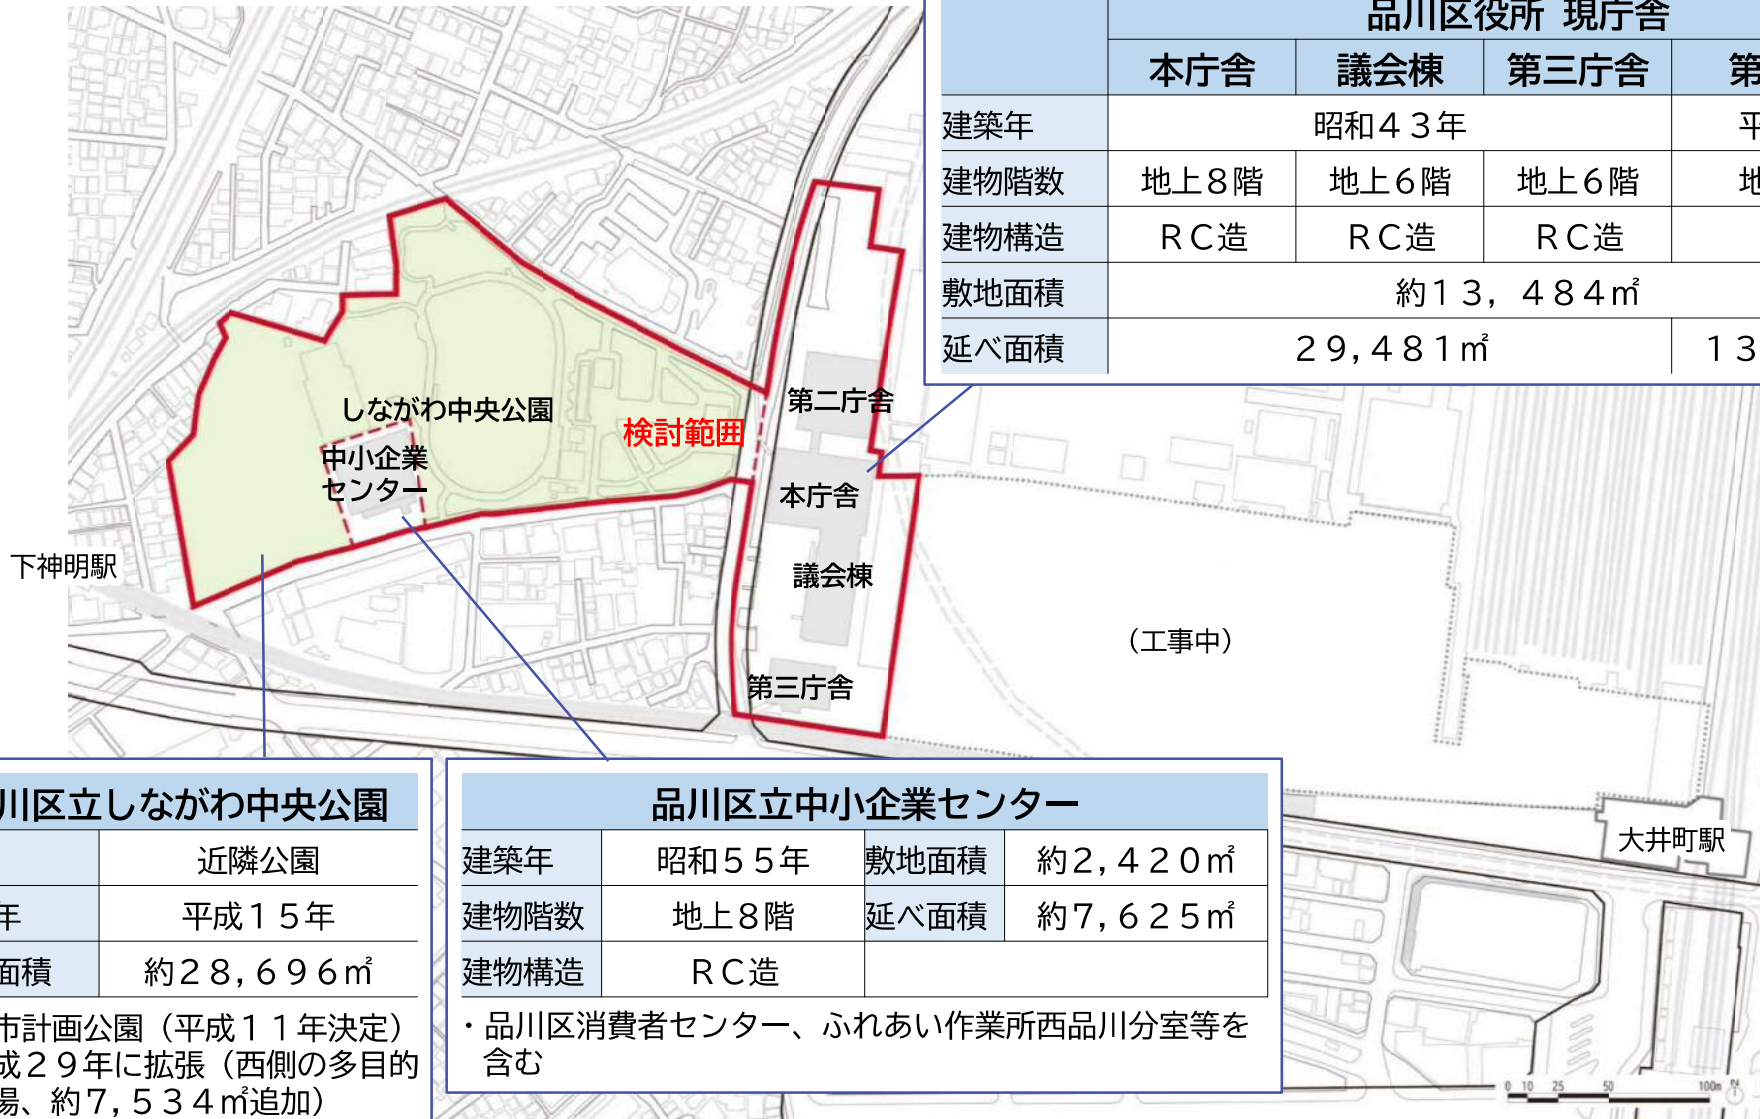 品川区役所 現庁舎
本庁舎 議会棟 第三庁舎 第
建築年 昭和４３年 平
建物階数 地上８階 地上６階 地上６階 地
建物構造 ＲＣ造 ＲＣ造 ＲＣ造
敷地面積 約１３，４８４㎡
延べ面積 ２９,４８１㎡ １３
しながわ中央公園
検討範囲
中小企業
センター
第二庁舎
本庁舎
議会棟
第三庁舎
下神明駅
（工事中）
大井町駅
川区立しながわ中央公園
近隣公園
年 平成１５年
面積 約２８,６９６㎡
市計画公園（平成１１年決定）
成２９年に拡張（西側の多目的
場、約７,５３４㎡追加）
品川区立中小企業センター
建築年 昭和５５年 敷地面積 約２,４２０㎡
建物階数 地上８階 延べ面積 約７,６２５㎡
建物構造 ＲＣ造
・品川区消費者センター、ふれあい作業所西品川分室等を
含む
0 10 25 50 100m N